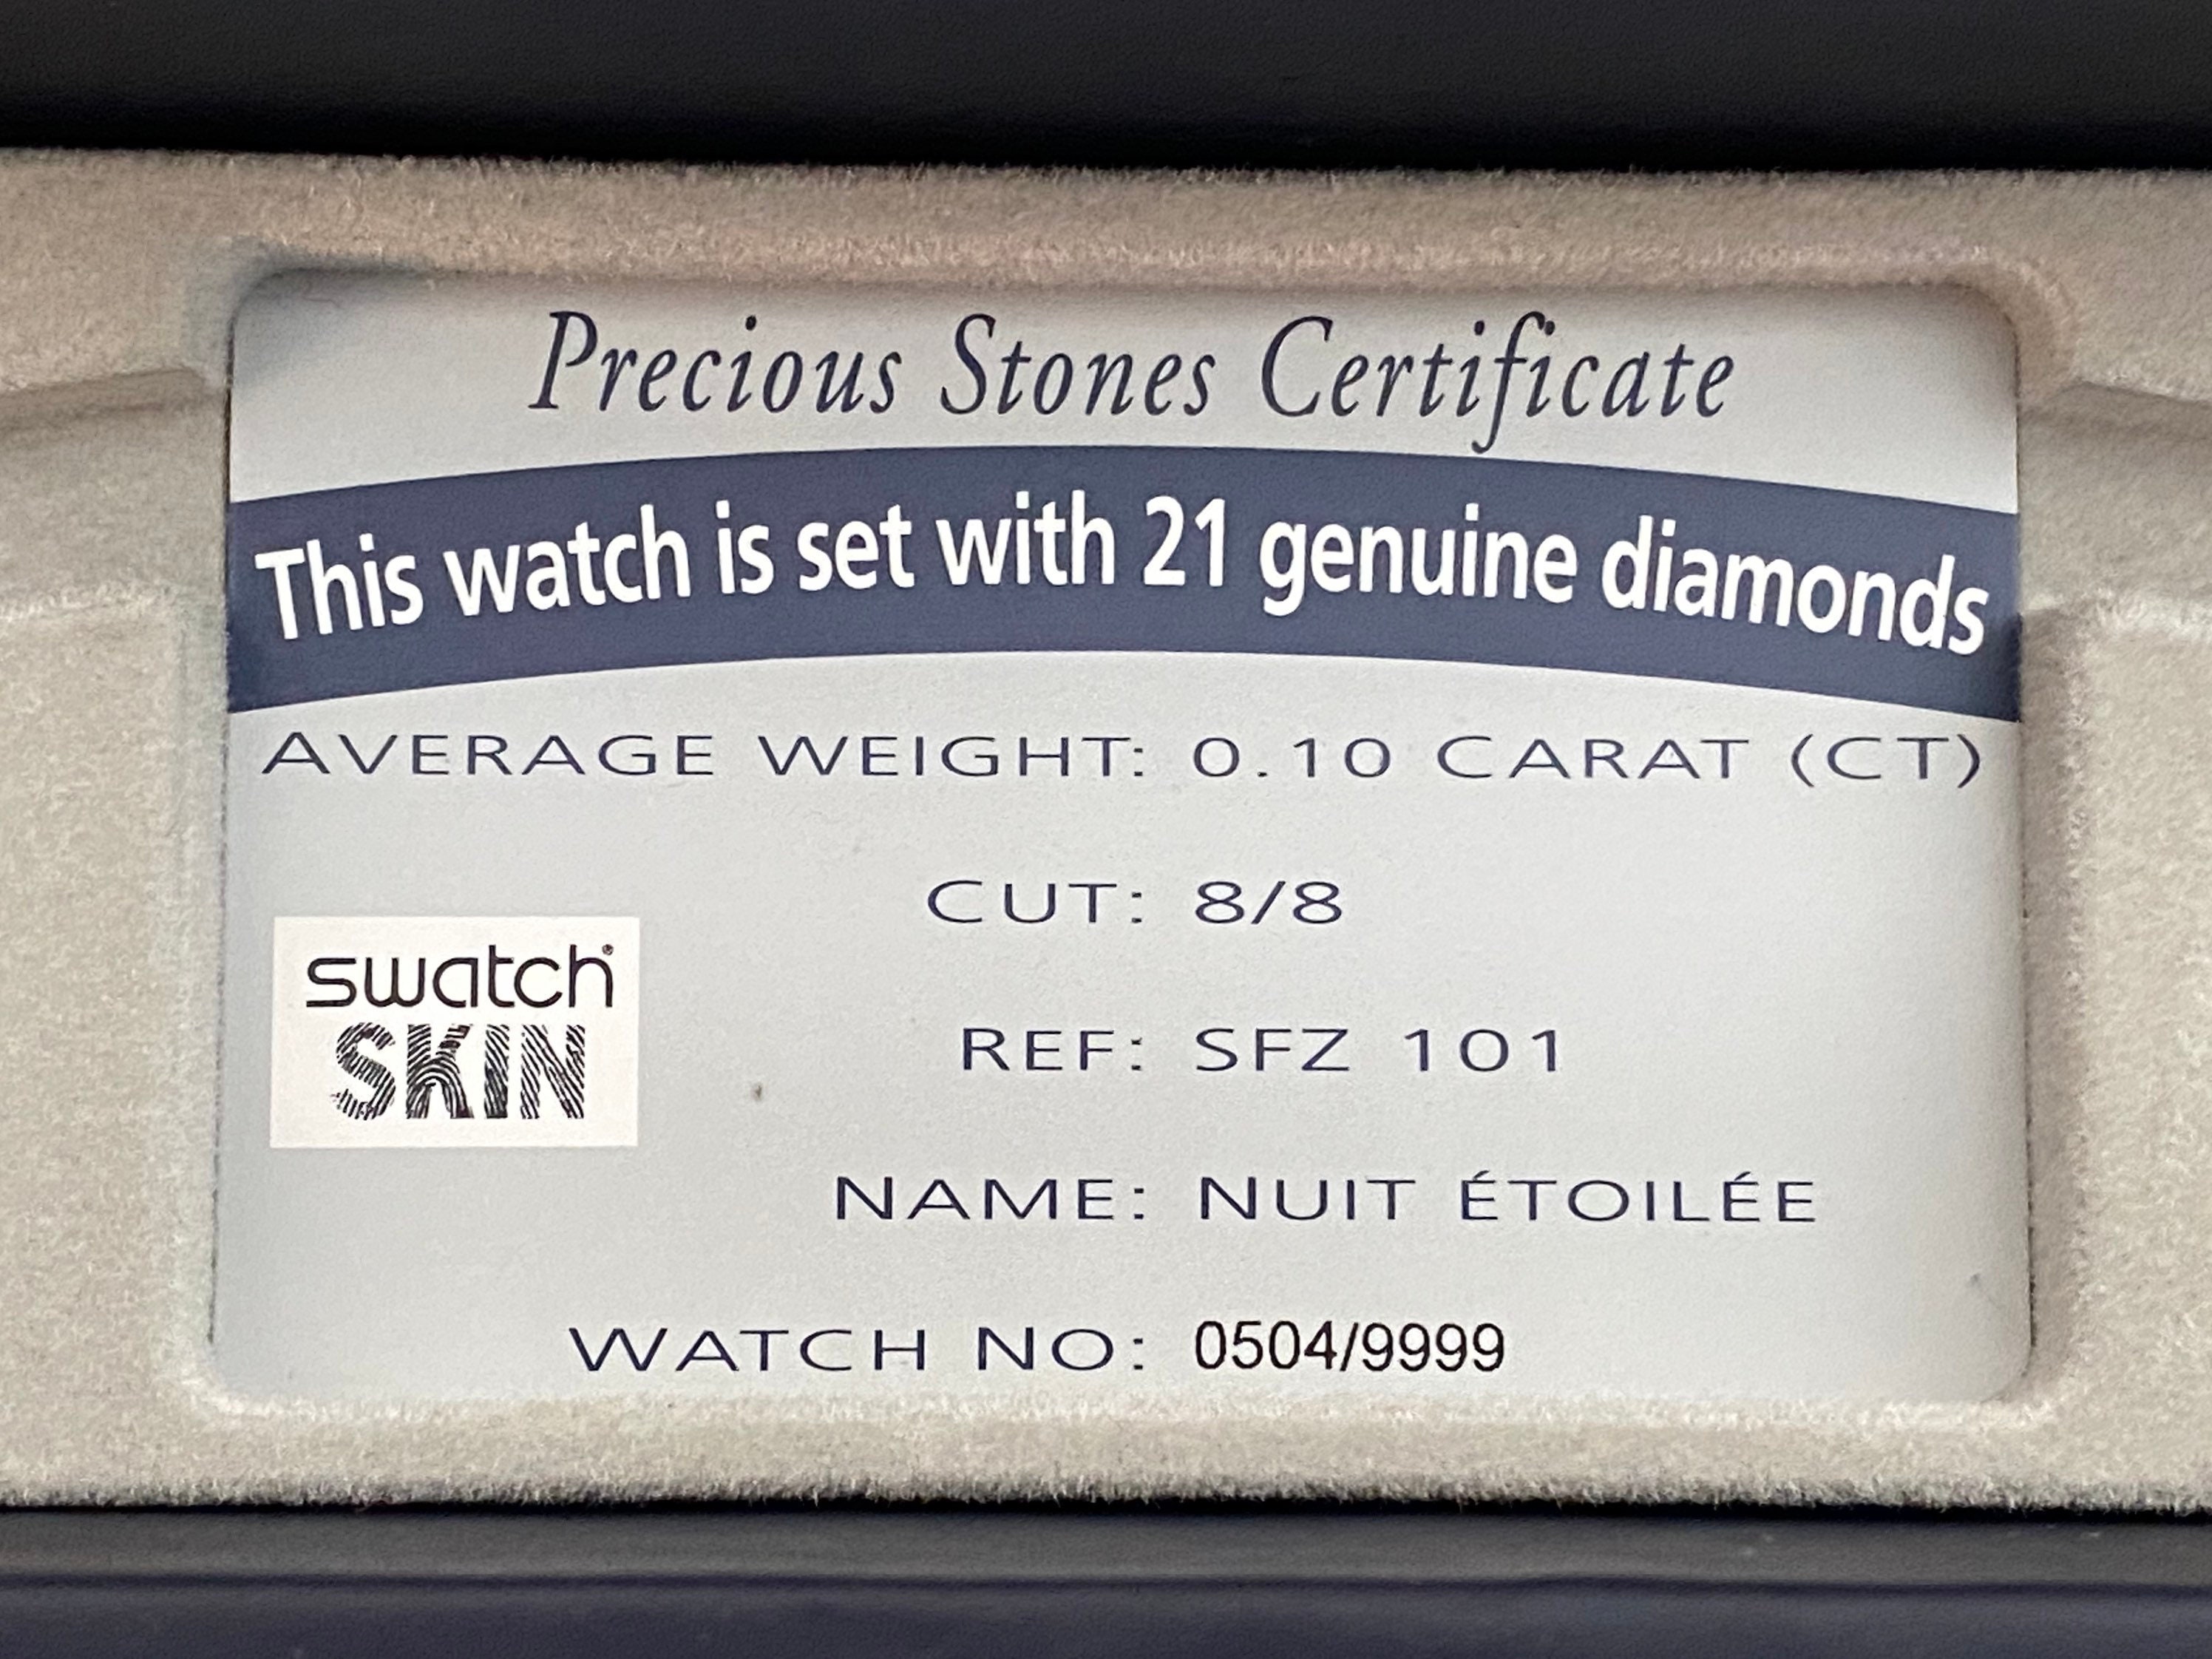 Precious Stones Certificate
This watch is set with 21 genuine diamonds
AVERAGE WEIGHT: 0.10 CARAT (CT)
CUT: 8/8
swatch®
SKIN
REF: SFZ 101
NAME: NUIT ÉTOILÉE
WATCH NO: 0504/9999